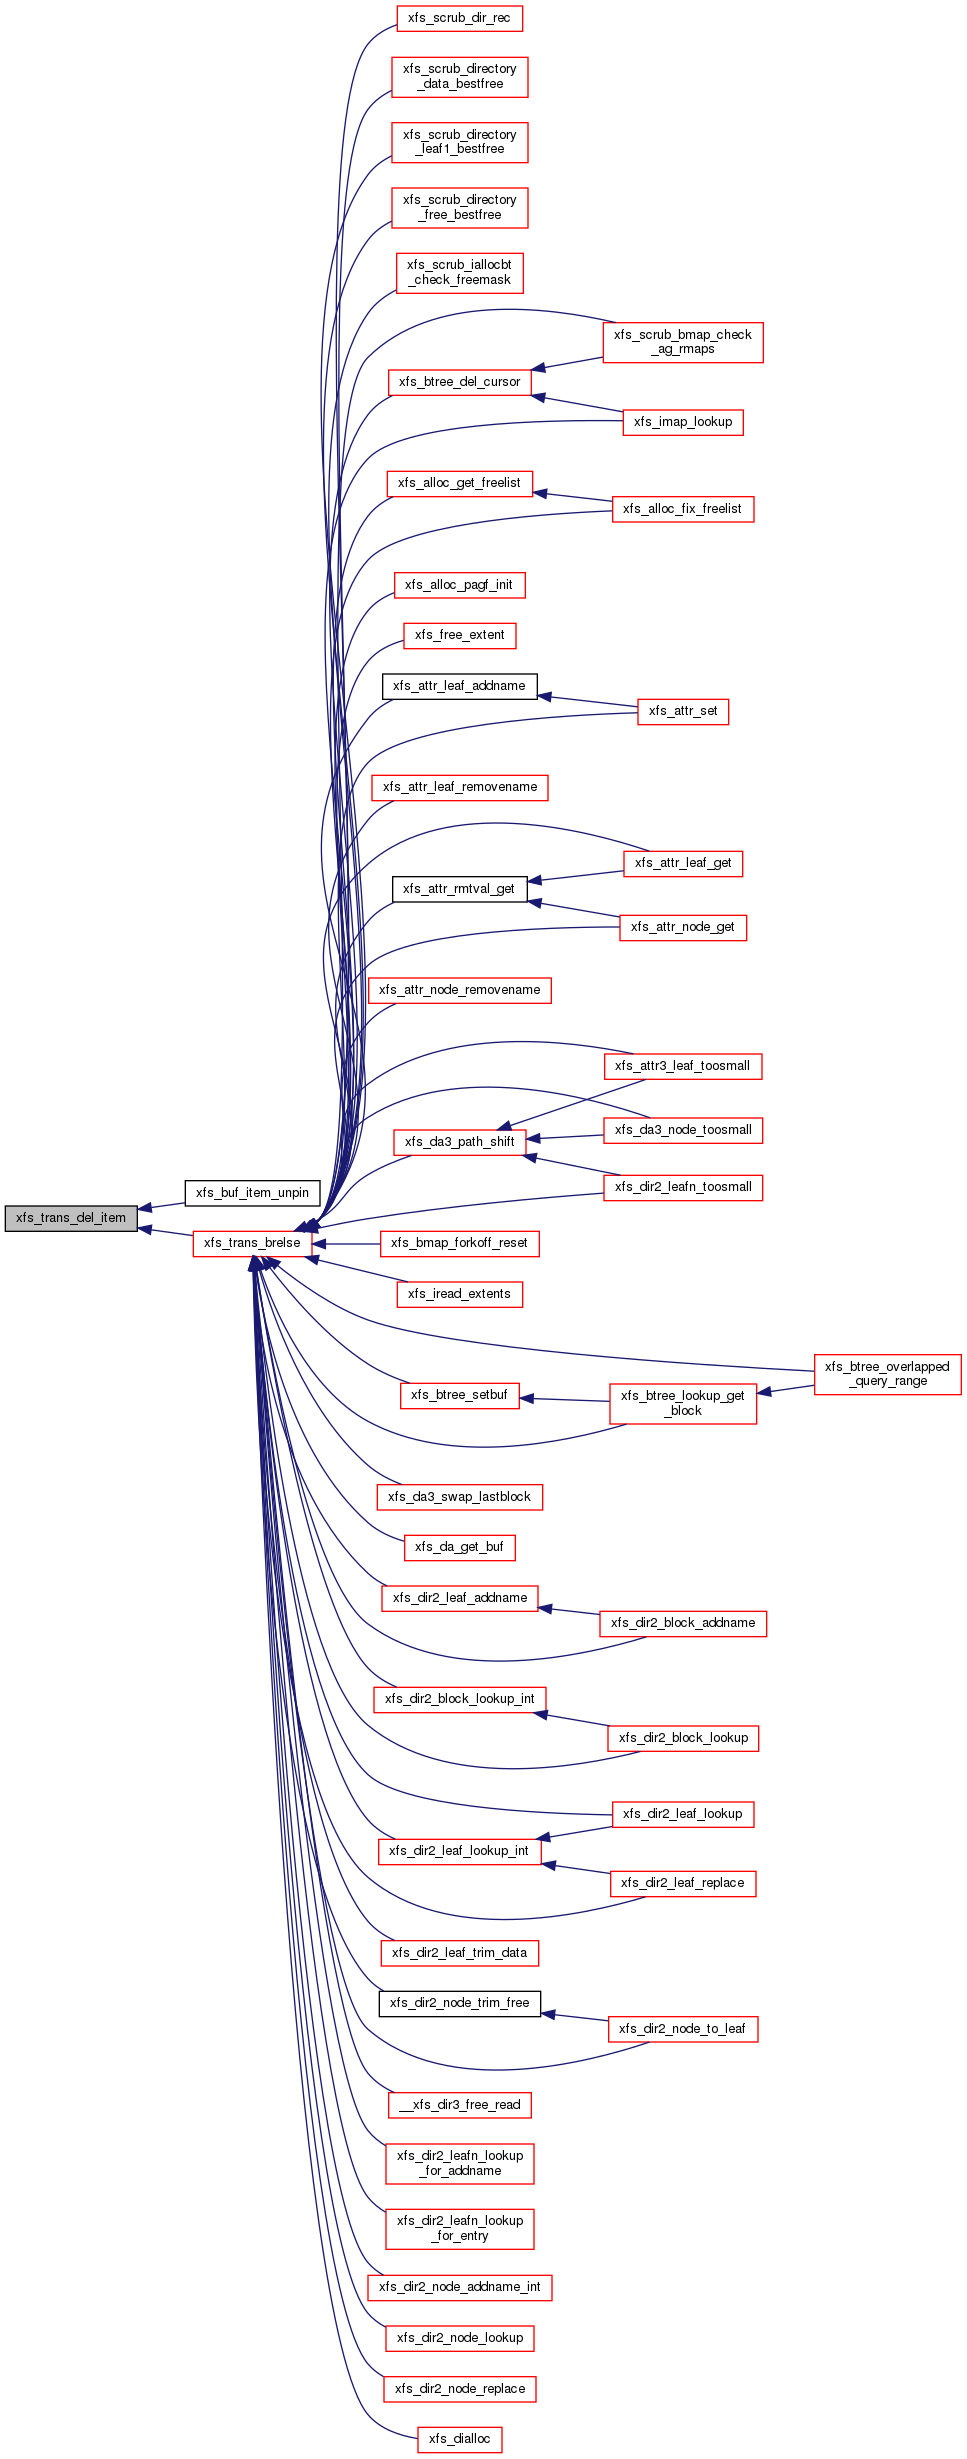 xfs_scrub_dir_rec
xfs_scrub_directory
_data_bestfree
xfs_scrub_directory
_leaf1_bestfree
xfs_scrub_directory
_free_bestfree
xfs_scrub_iallocbt
_check_freemask
xfs_scrub_bmap_check
_ag_rmaps
xfs_btree_del_cursor
xfs_imap_lookup
xfs_alloc_get_freelist
xfs_alloc_fix_freelist
xfs_alloc_pagf_init
xfs_free_extent
xfs_attr_leaf_addname
xfs_attr_set
xfs_attr_leaf_removename
xfs_attr_leaf_get
xfs_attr_rmtval_get
xfs_attr_node_get
xfs_attr_node_removename
xfs_attr3_leaf_toosmall
xfs_da3_node_toosmall
xfs_da3_path_shift
xfs_dir2_leafn_toosmall
xfs_buf_item_unpin
xfs_trans_del_item
xfs_trans_brelse
xfs_bmap_forkoff_reset
xfs_iread_extents
xfs_btree_overlapped
_query_range
xfs_btree_setbuf
xfs_btree_lookup_get
_block
xfs_da3_swap_lastblock
xfs_da_get_buf
xfs_dir2_leaf_addname
xfs_dir2_block_addname
xfs_dir2_block_lookup_int
xfs_dir2_block_lookup
xfs_dir2_leaf_lookup
xfs_dir2_leaf_lookup_int
xfs_dir2_leaf_replace
xfs_dir2_leaf_trim_data
xfs_dir2_node_trim_free
xfs_dir2_node_to_leaf
__xfs_dir3_free_read
xfs_dir2_leafn_lookup
_for_addname
xfs_dir2_leafn_lookup
_for_entry
xfs_dir2_node_addname_int
xfs_dir2_node_lookup
xfs_dir2_node_replace
xfs_dialloc